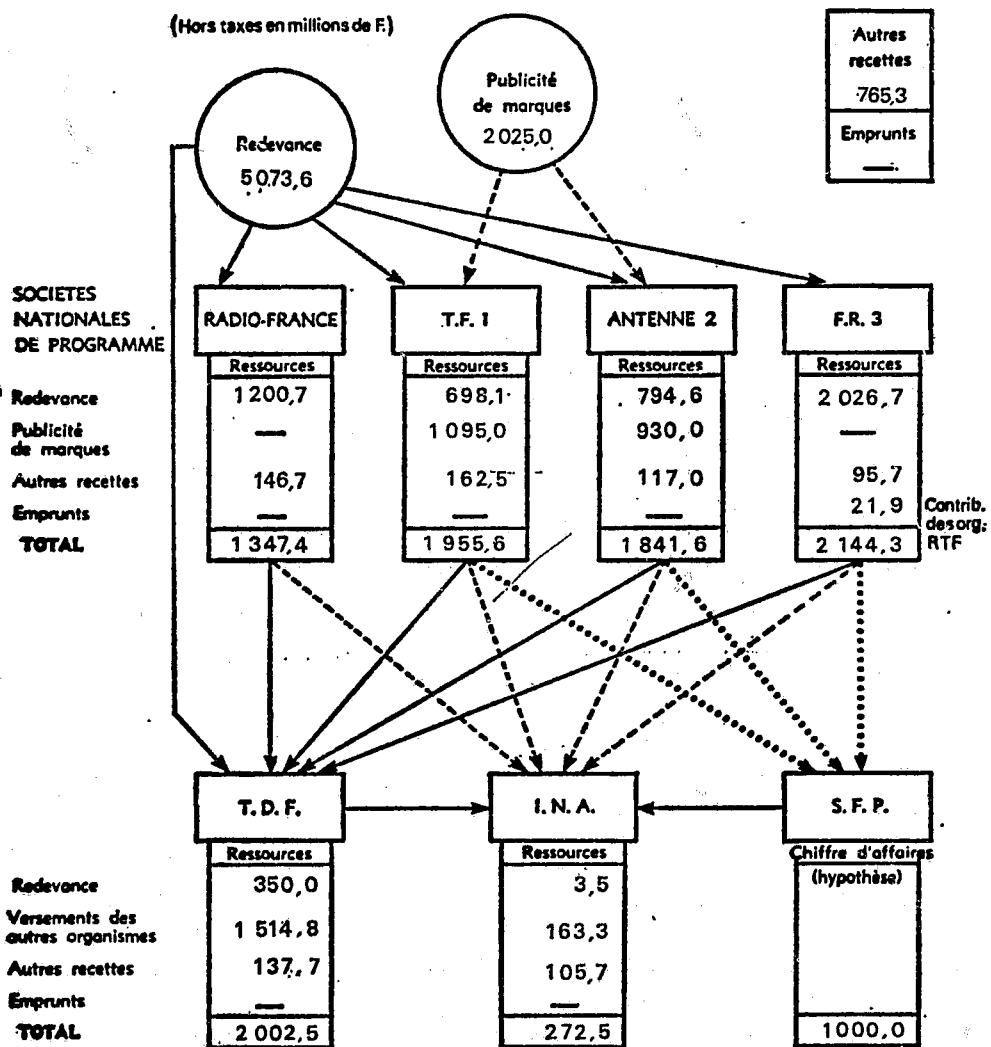 (Hors taxes en millions de F.)
Autres
recettes
765,3
Emprunts
—
Publicité
de marques
2 025,0
Redevance
5 073,6
SOCIETES
NATIONALES
DE PROGRAMME
RADIO-FRANCE
T.F. 1
ANTENNE 2
F.R. 3
Ressources Ressources Ressources Ressources
Redevance 1200,7 698,1 794,6 2 026,7
Publicité
de marques — 1 095,0 930,0 —
Autres recettes 146,7 162,5 117,0 95,7
Emprunts — — — 21,9 Contrib.
des org.
RTF
TOTAL 1 347,4 1 955,6 1 841,6 2 144,3
T. D. F.
I. N. A.
S. F. P.
Ressources Ressources Chiffre d'affaires
(hypothèse)
Redevance 350,0 3,5
Versements des
autres organismes 1 514,8 163,3
Autres recettes 137,7 105,7
Emprunts — —
TOTAL 2 002,5 272,5 1000,0